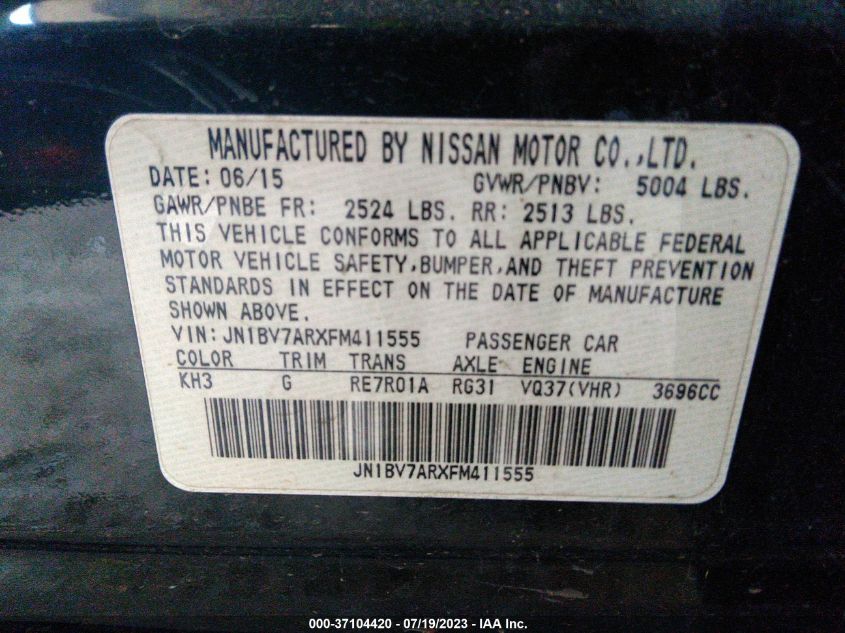 MANUFACTURED BY NISSAN MOTOR CO.,LTD.
DATE: 06/15 GVWR/PNBV: 5004 LBS.
GAWR/PNBE FR: 2524 LBS. RR: 2513 LBS.
THIS VEHICLE CONFORMS TO ALL APPLICABLE FEDERAL
MOTOR VEHICLE SAFETY,BUMPER,AND THEFT PREVENTION
STANDARDS IN EFFECT ON THE DATE OF MANUFACTURE
SHOWN ABOVE.
VIN: JN1BV7ARXFM411555 PASSENGER CAR
COLOR TRIM TRANS AXLE ENGINE
KH3 G RE7R01A RG31 VQ37(VHR) 3696CC
JN1BV7ARXFM411555
000-37104420 - 07/19/2023 - IAA Inc.